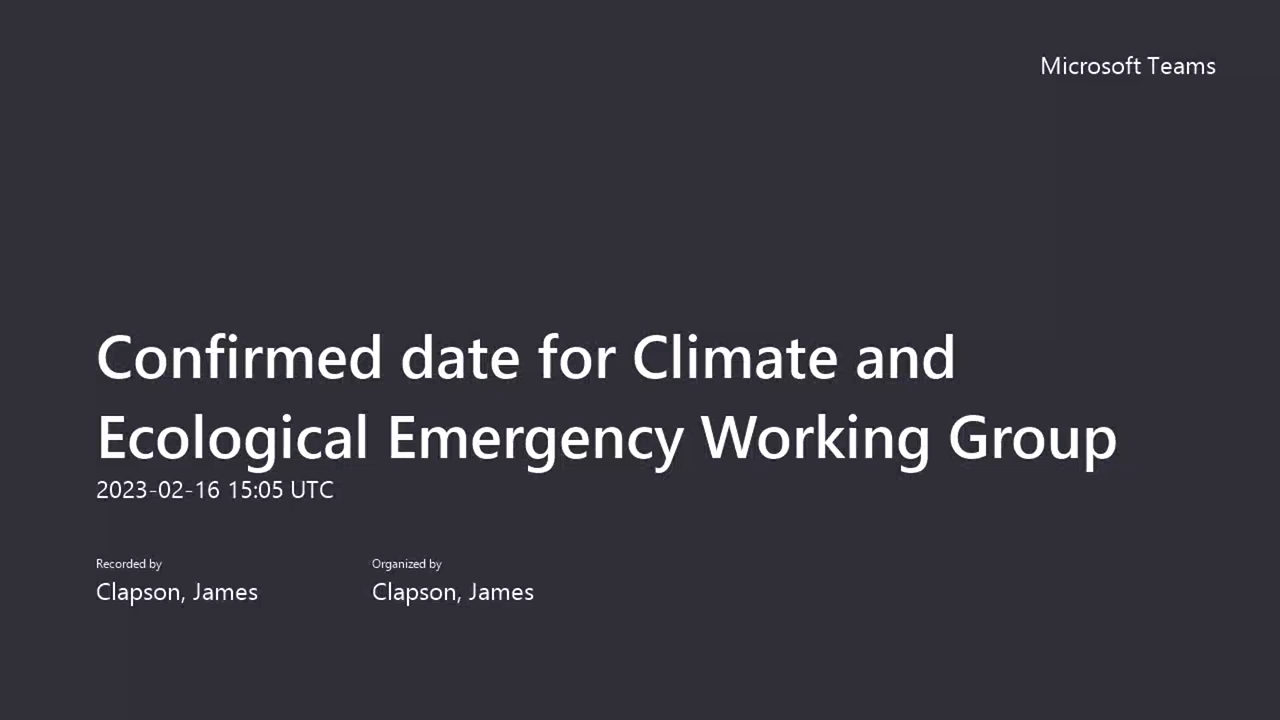 Microsoft Teams
Confirmed date for Climate and
Ecological Emergency Working Group
2023-02-16 15:05 UTC
Recorded by
Clapson, James
Organized by
Clapson, James